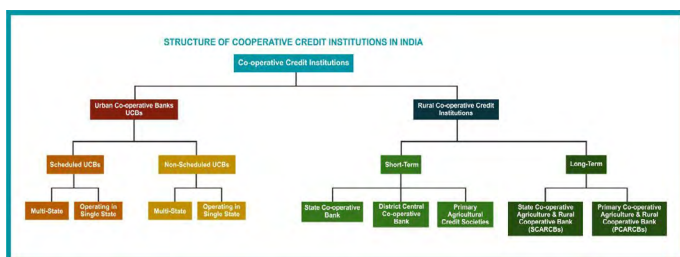 STRUCTURE OF COOPERATIVE CREDIT INSTITUTIONS IN INDIA
Co-operative Credit Institutions
Urban Co-operative Banks
UCBs
Rural Co-operative Credit
Institutions
Scheduled UCBs
Non-Scheduled UCBs
Short-Term
Long-Term
Multi-State
Operating in
Single State
Multi-State
Operating in
Single State
State Co-operative
Bank
District Central
Co-operative
Bank
Primary
Agricultural
Credit Societies
State Co-operative
Agriculture & Rural
Cooperative Bank
(SCARCBs)
Primary Co-operative
Agriculture & Rural
Cooperative Bank
(PCARCBs)